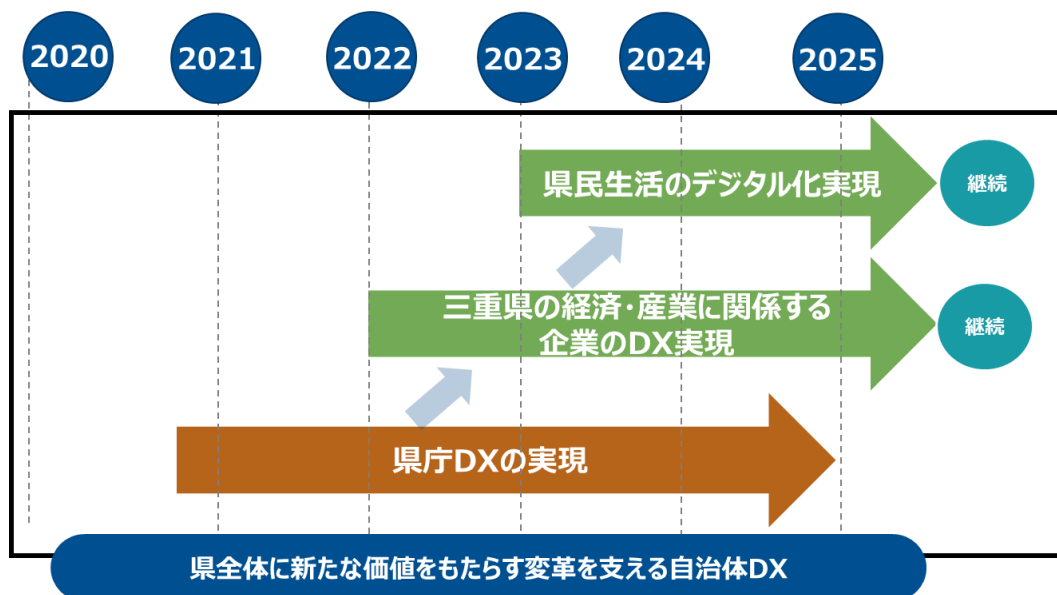 2020
2021
2022
2023
2024
2025
県民生活のデジタル化実現
継続
三重県の経済・産業に関係する
企業のDX実現
継続
県庁DXの実現
県全体に新たな価値をもたらす変革を支える自治体DX